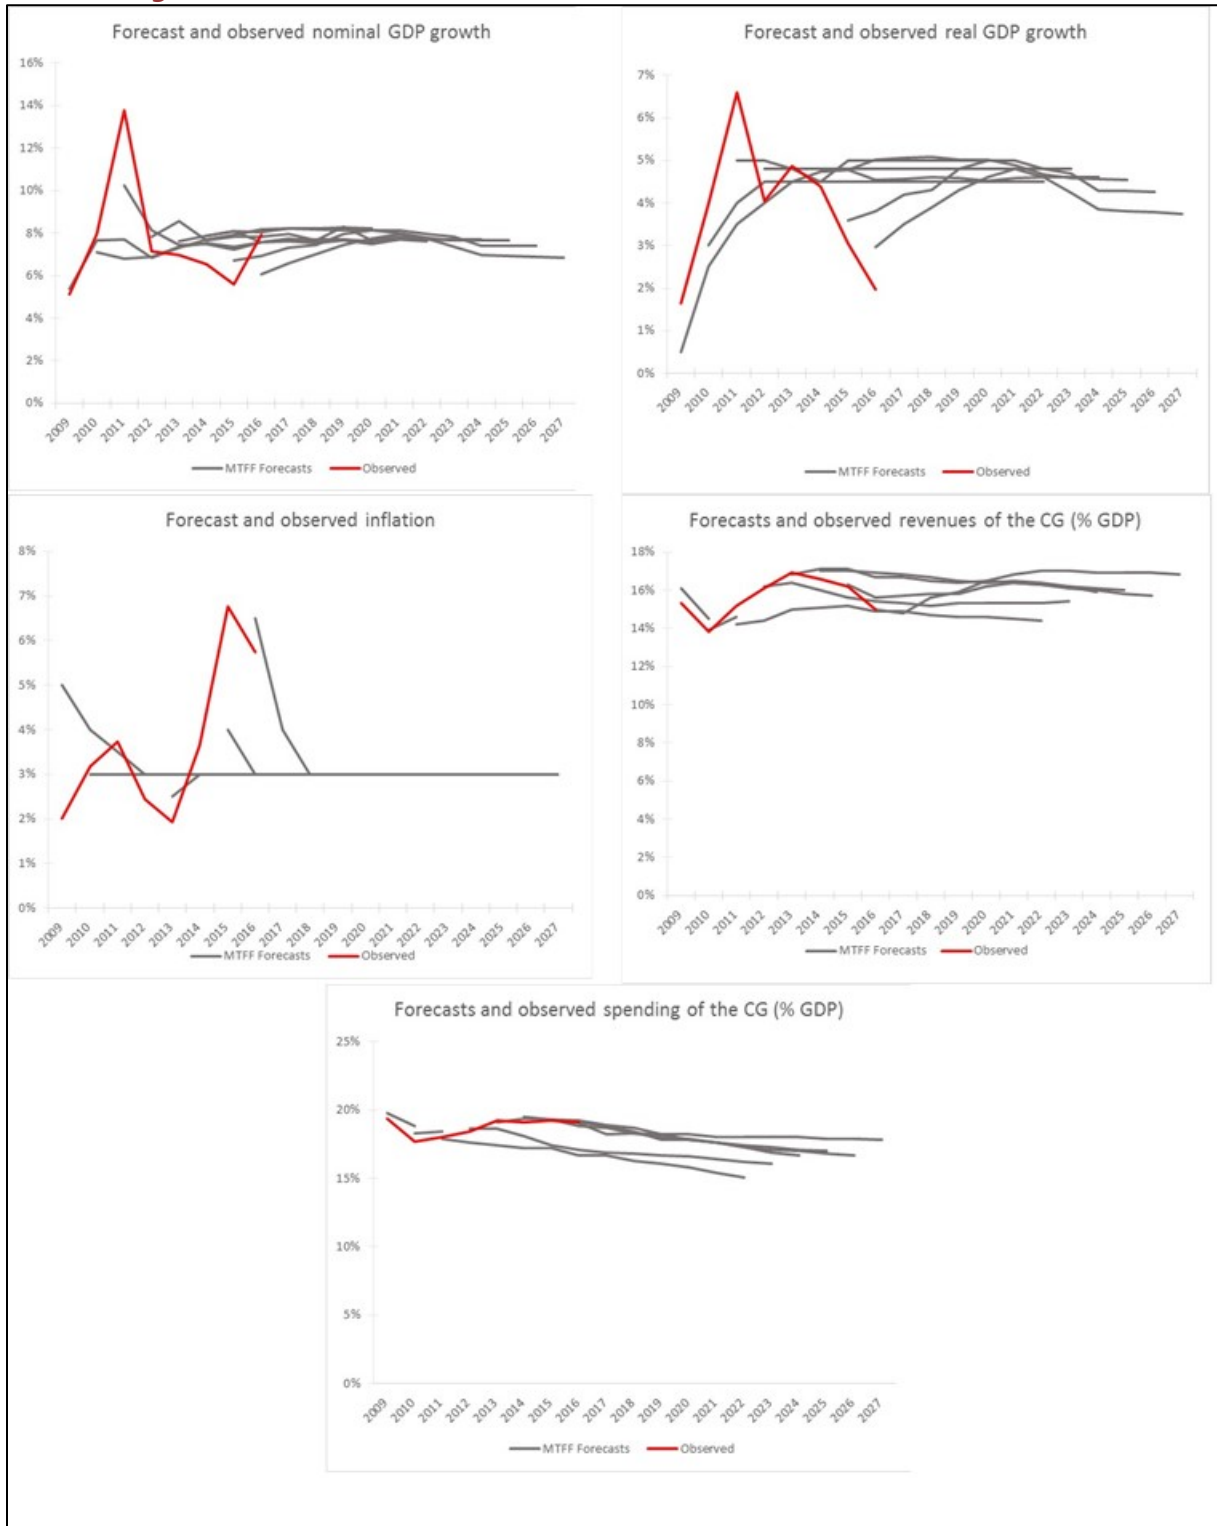 Forecast and observed nominal GDP growth
16%
14%
12%
10%
8%
6%
4%
2%
0%
2009 2010 2011 2012 2013 2014 2015 2016 2017 2018 2019 2020 2021 2022 2023 2024 2025 2026 2027
MTFF Forecasts Observed
Forecast and observed real GDP growth
7%
6%
5%
4%
3%
2%
1%
0%
2009 2010 2011 2012 2013 2014 2015 2016 2017 2018 2019 2020 2021 2022 2023 2024 2025 2026 2027
MTFF Forecasts Observed
Forecast and observed inflation
8%
7%
6%
5%
4%
3%
2%
1%
0%
2009 2010 2011 2012 2013 2014 2015 2016 2017 2018 2019 2020 2021 2022 2023 2024 2025 2026 2027
MTFF Forecasts Observed
Forecasts and observed revenues of the CG (% GDP)
18%
16%
14%
12%
10%
8%
6%
4%
2%
0%
2009 2010 2011 2012 2013 2014 2015 2016 2017 2018 2019 2020 2021 2022 2023 2024 2025 2026 2027
MTFF Forecasts Observed
Forecasts and observed spending of the CG (% GDP)
25%
20%
15%
10%
5%
0%
2009 2010 2011 2012 2013 2014 2015 2016 2017 2018 2019 2020 2021 2022 2023 2024 2025 2026 2027
MTFF Forecasts Observed